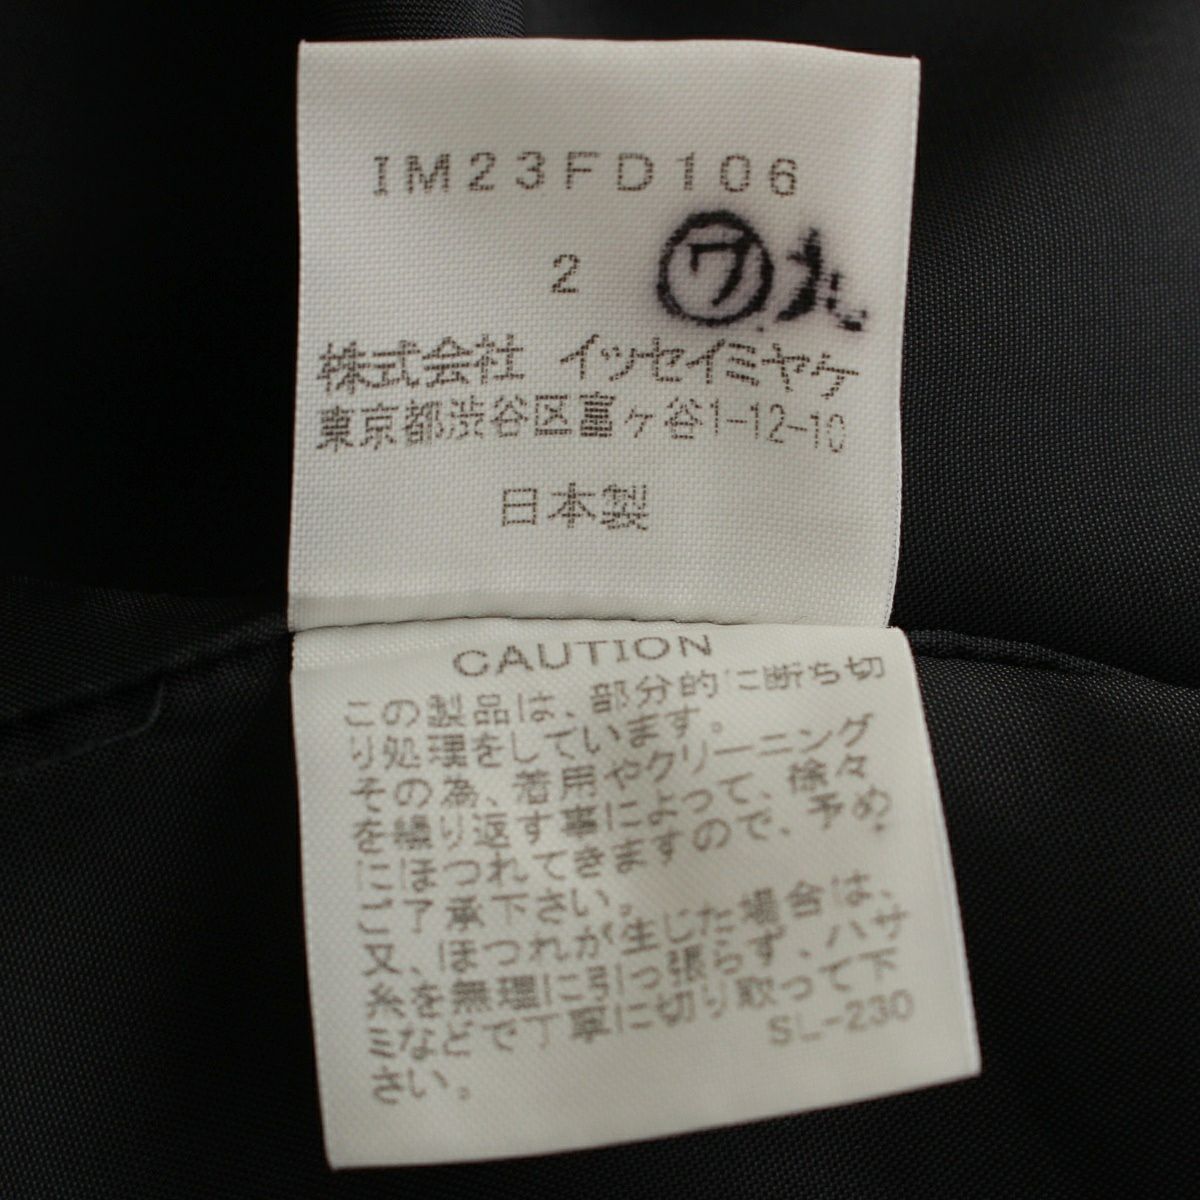 IM23FD106
2 ワ 丸
株式会社 イッセイミヤケ
東京都渋谷区富ヶ谷1-12-10
日本製
CAUTION
この製品は、部分的に断ち切
り処理をしています。
その為、着用やクリーニング
を繰り返す事によって、徐々
にほつれてきますので、予め
ご了承下さい。
又、ほつれが生じた場合は、
糸を無理に引っ張らず、ハサ
ミなどで丁寧に切り取って下
さい。
SL-230